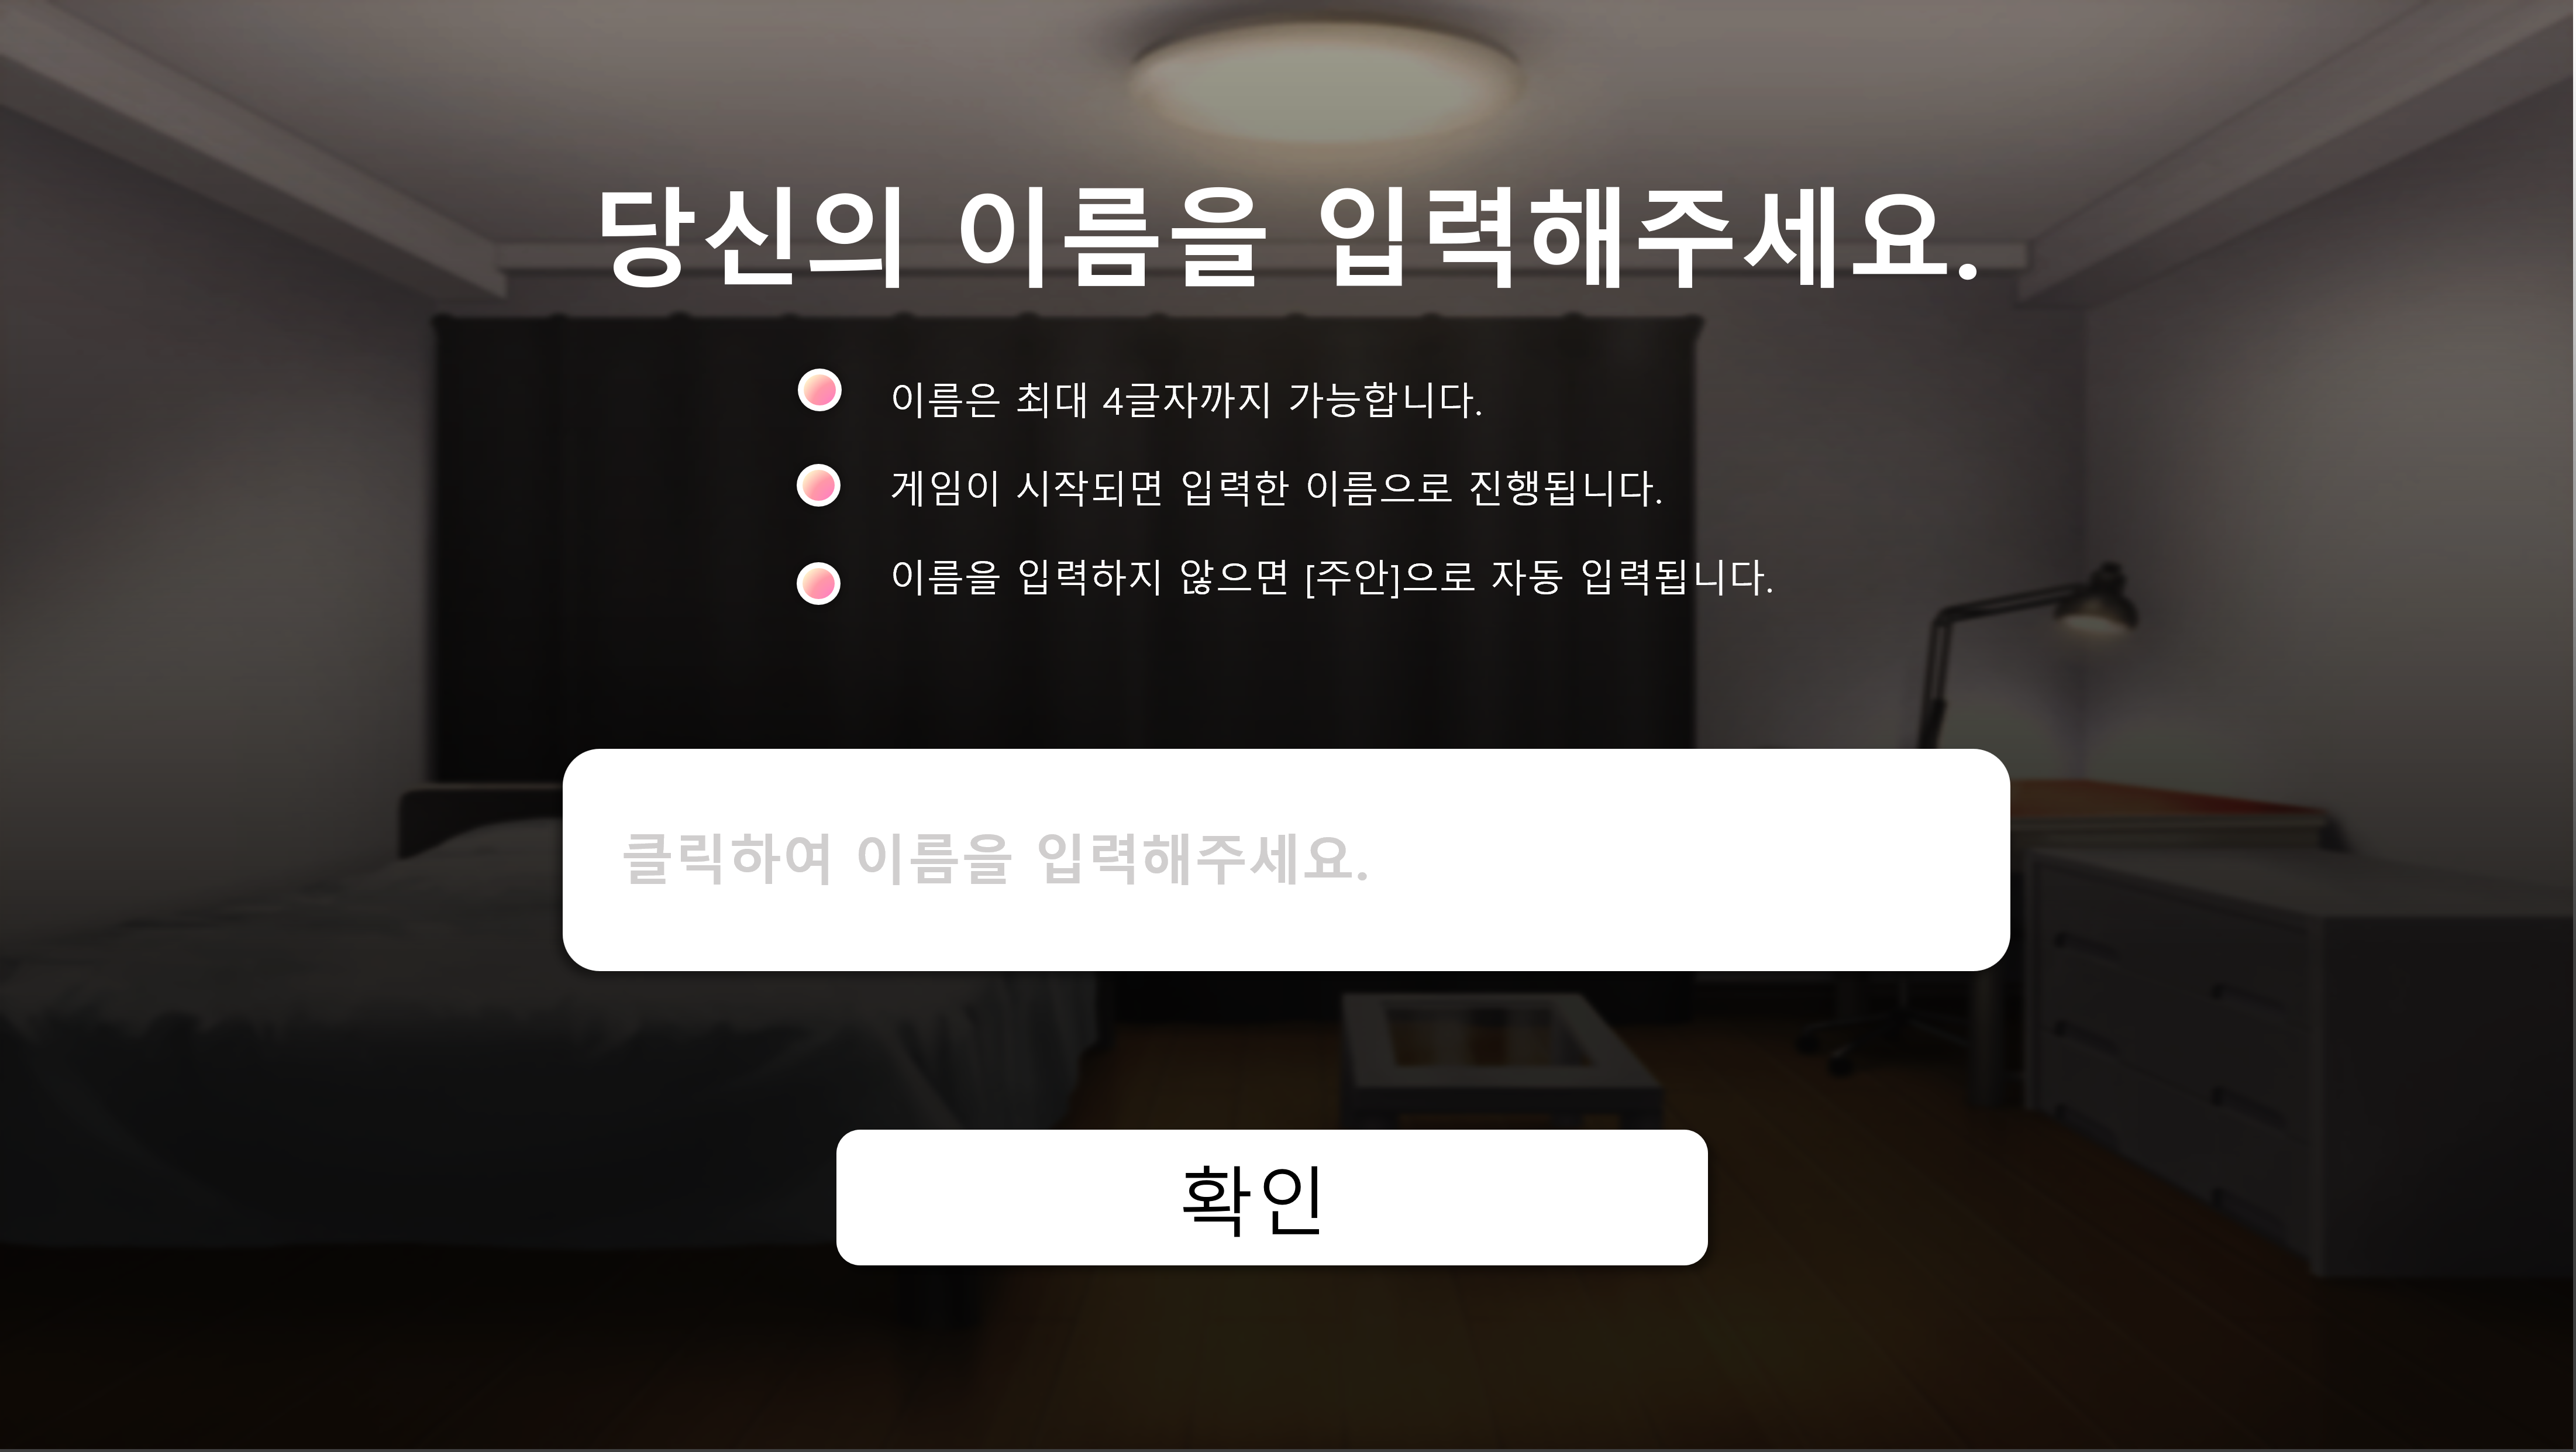 당신의 이름을 입력해주세요.
이름은 최대 4글자까지 가능합니다.
게임이 시작되면 입력한 이름으로 진행됩니다.
이름을 입력하지 않으면 [주안]으로 자동 입력됩니다.
클릭하여 이름을 입력해주세요.
확인